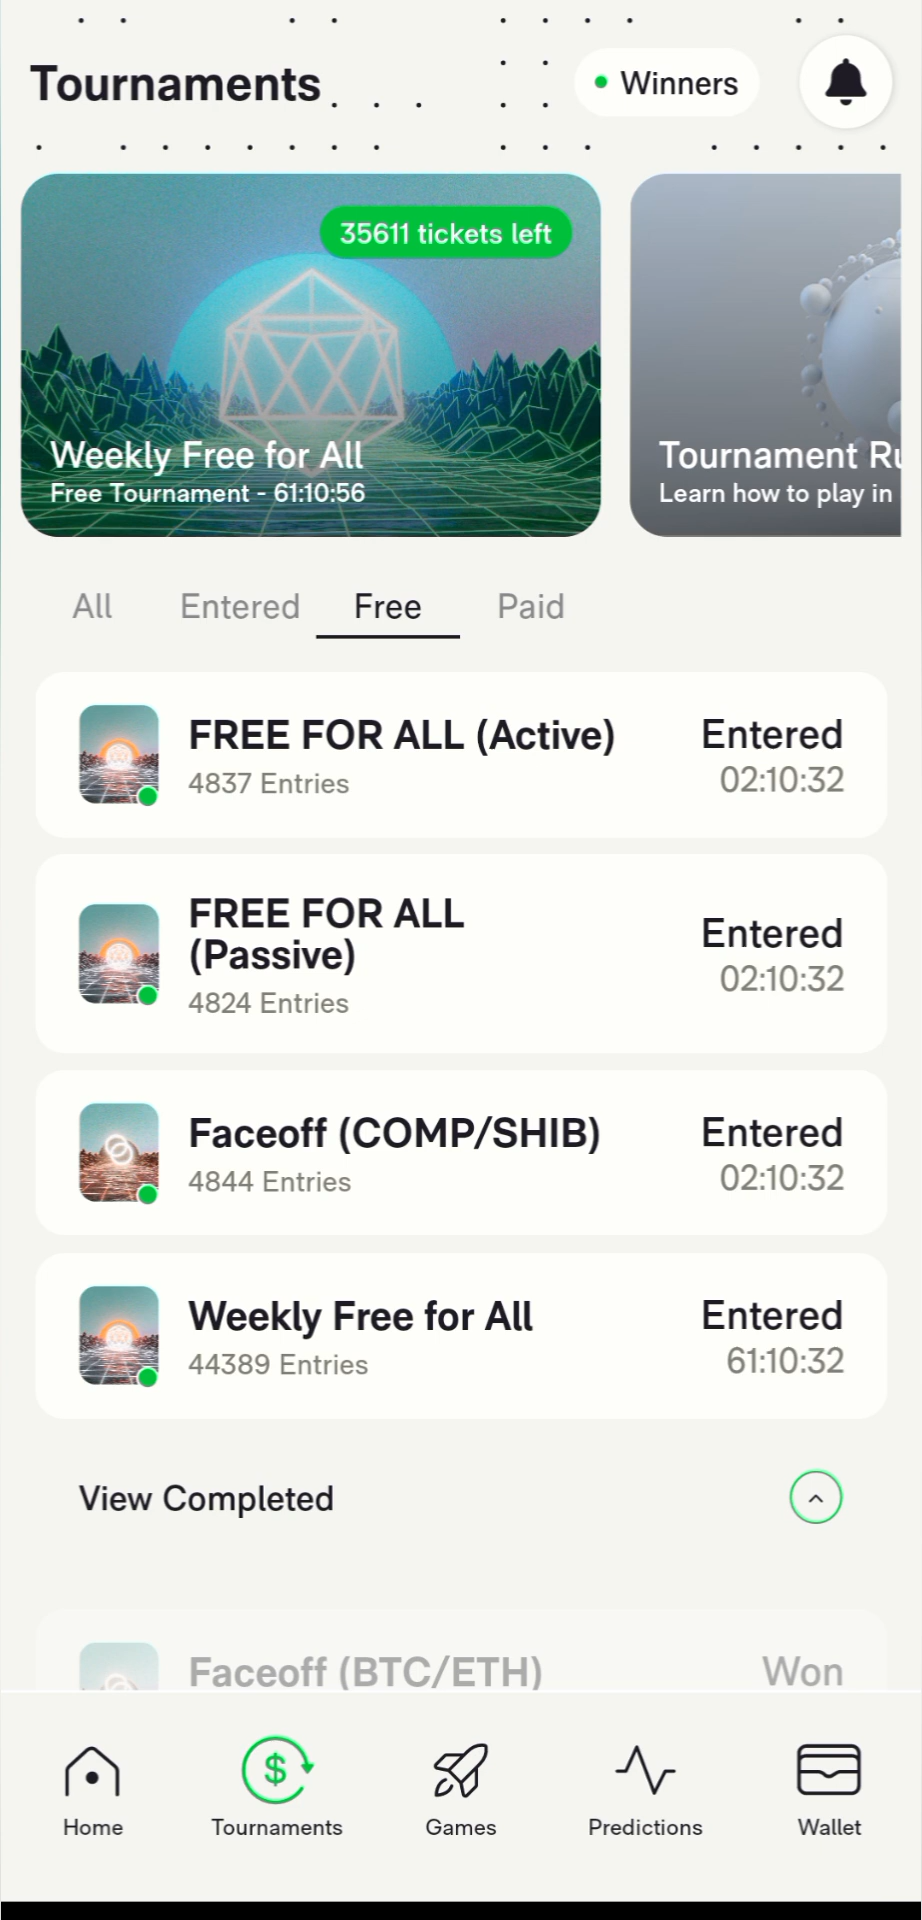 Tournaments
Winners
35611 tickets left
Weekly Free for All
Free Tournament - 61:10:56
Tournament Ru
Learn how to play in
All Entered Free Paid
FREE FOR ALL (Active)
4837 Entries
Entered
02:10:32
FREE FOR ALL
(Passive)
4824 Entries
Entered
02:10:32
Faceoff (COMP/SHIB)
4844 Entries
Entered
02:10:32
Weekly Free for All
44389 Entries
Entered
61:10:32
View Completed
Faceoff (BTC/ETH)
Won
$
Home Tournaments Games Predictions Wallet